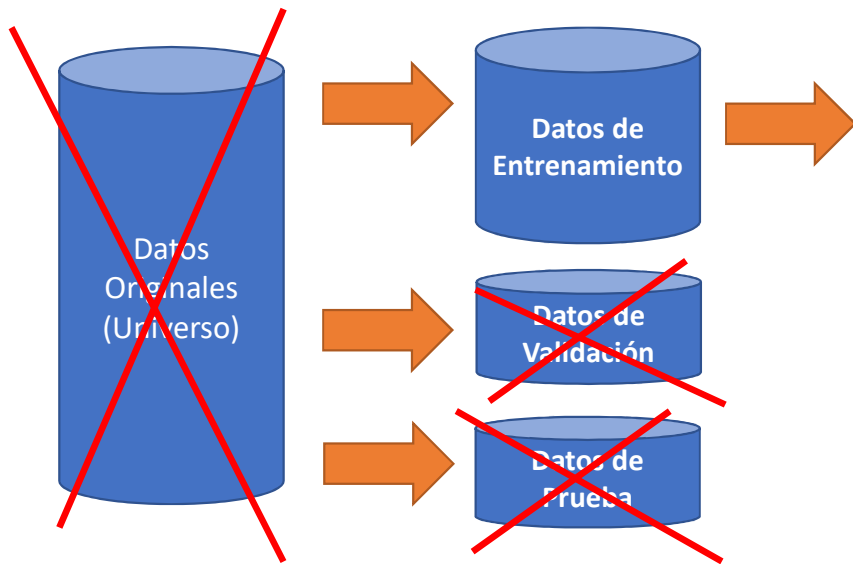 Datos
Originales
(Universo)
Datos de
Entrenamiento
Datos de
Validación
Datos de
Prueba